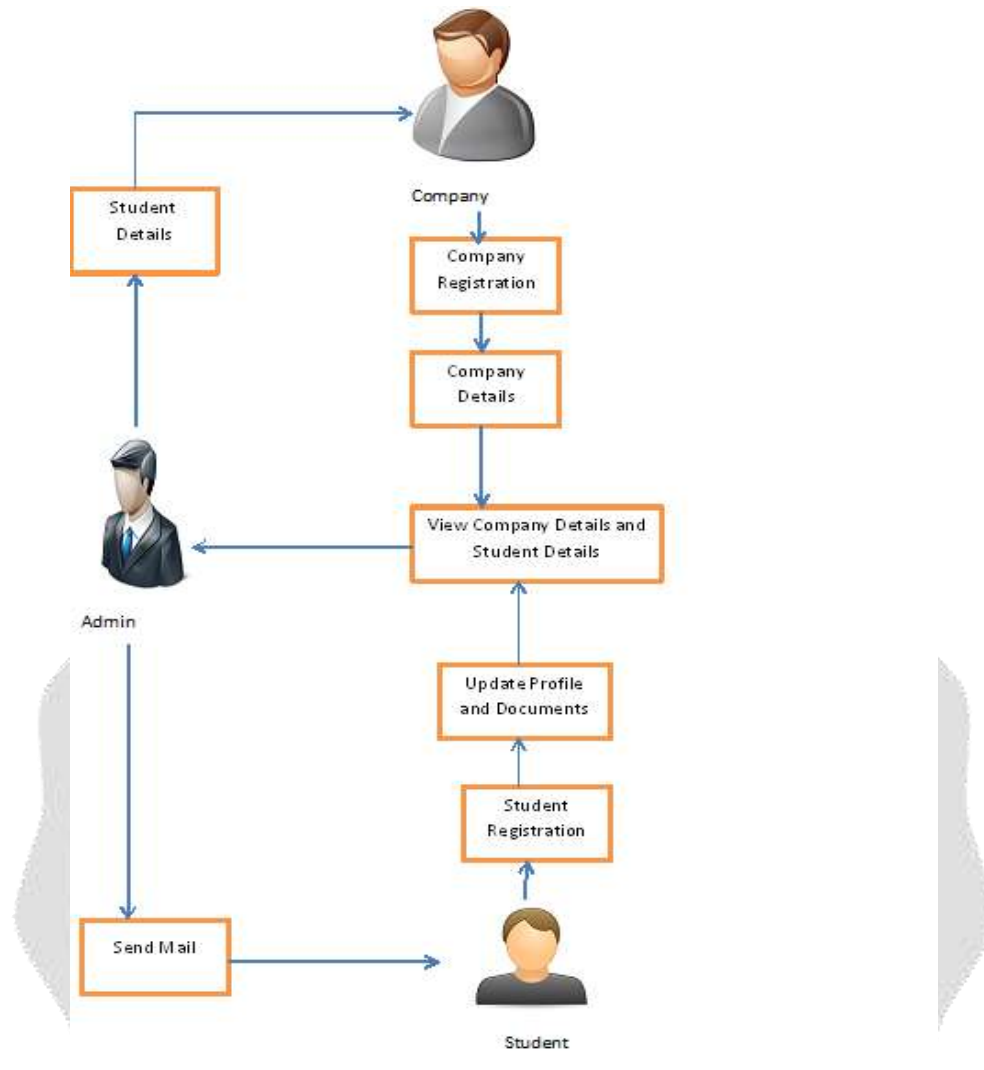 Company
Student
Details
Company
Registration
Company
Details
View Company Details and
Student Details
Admin
Update Profile
and Documents
Student
Registration
Send Mail
Student